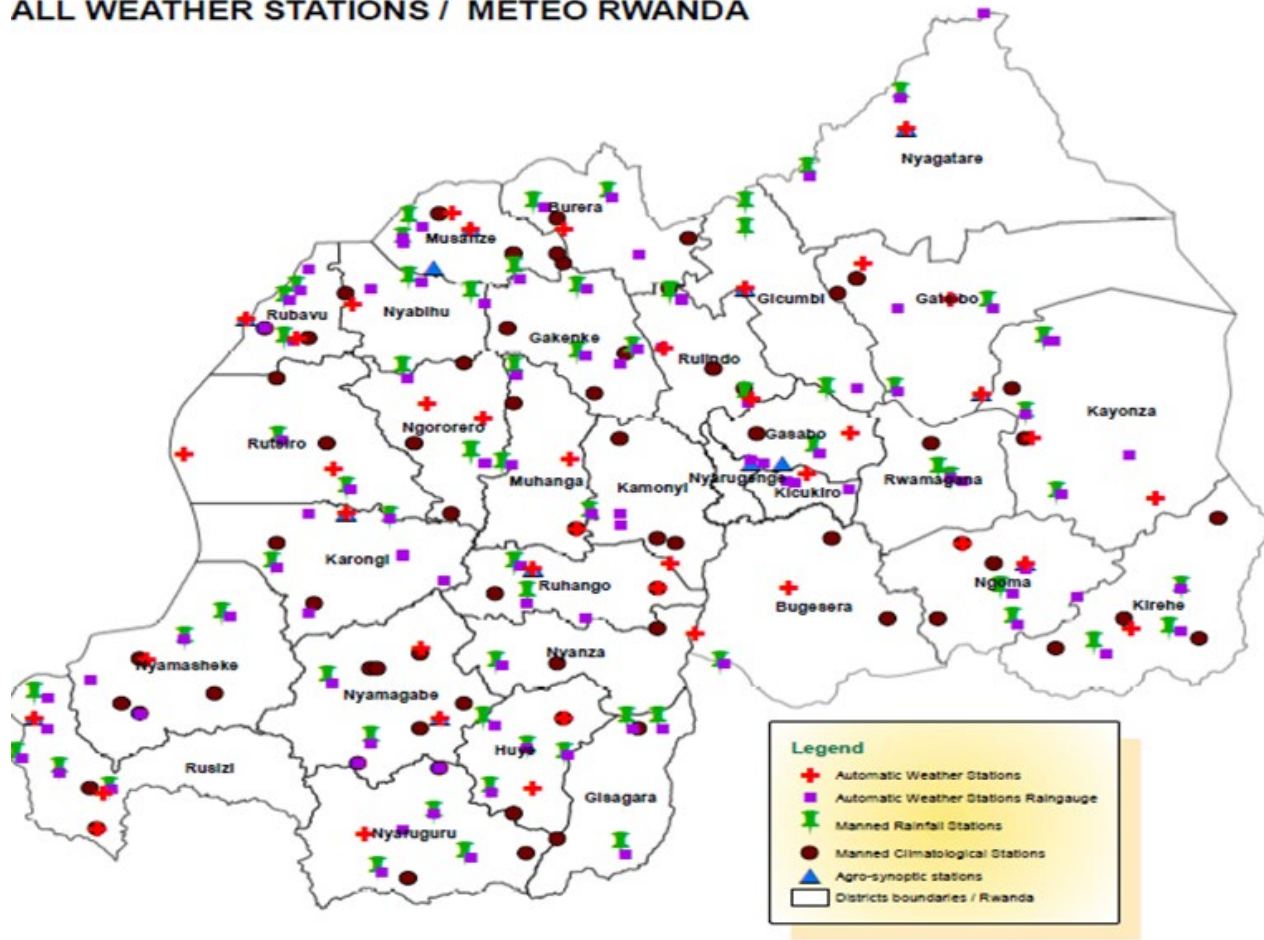 ALL WEATHER STATIONS / METEO RWANDA
Nyagatare
Burera
Musanze
Gicumbi
Gatsibo
Rubavu
Nyabihu
Gakenke
Rulindo
Kayonza
Rutsiro
Ngororero
Gasabo
Muhanga
Kamonyi
Nyarugenge
Kicukiro
Rwamagana
Karongi
Ruhango
Bugesera
Ngoma
Kirehe
Nyamasheke
Nyanza
Nyamagabe
Huye
Rusizi
Gisagara
Nyaruguru
Legend
Automatic Weather Stations
Automatic Weather Stations Raingauge
Manned Rainfall Stations
Manned Climatological Stations
Agro-synoptic stations
Districts boundaries / Rwanda